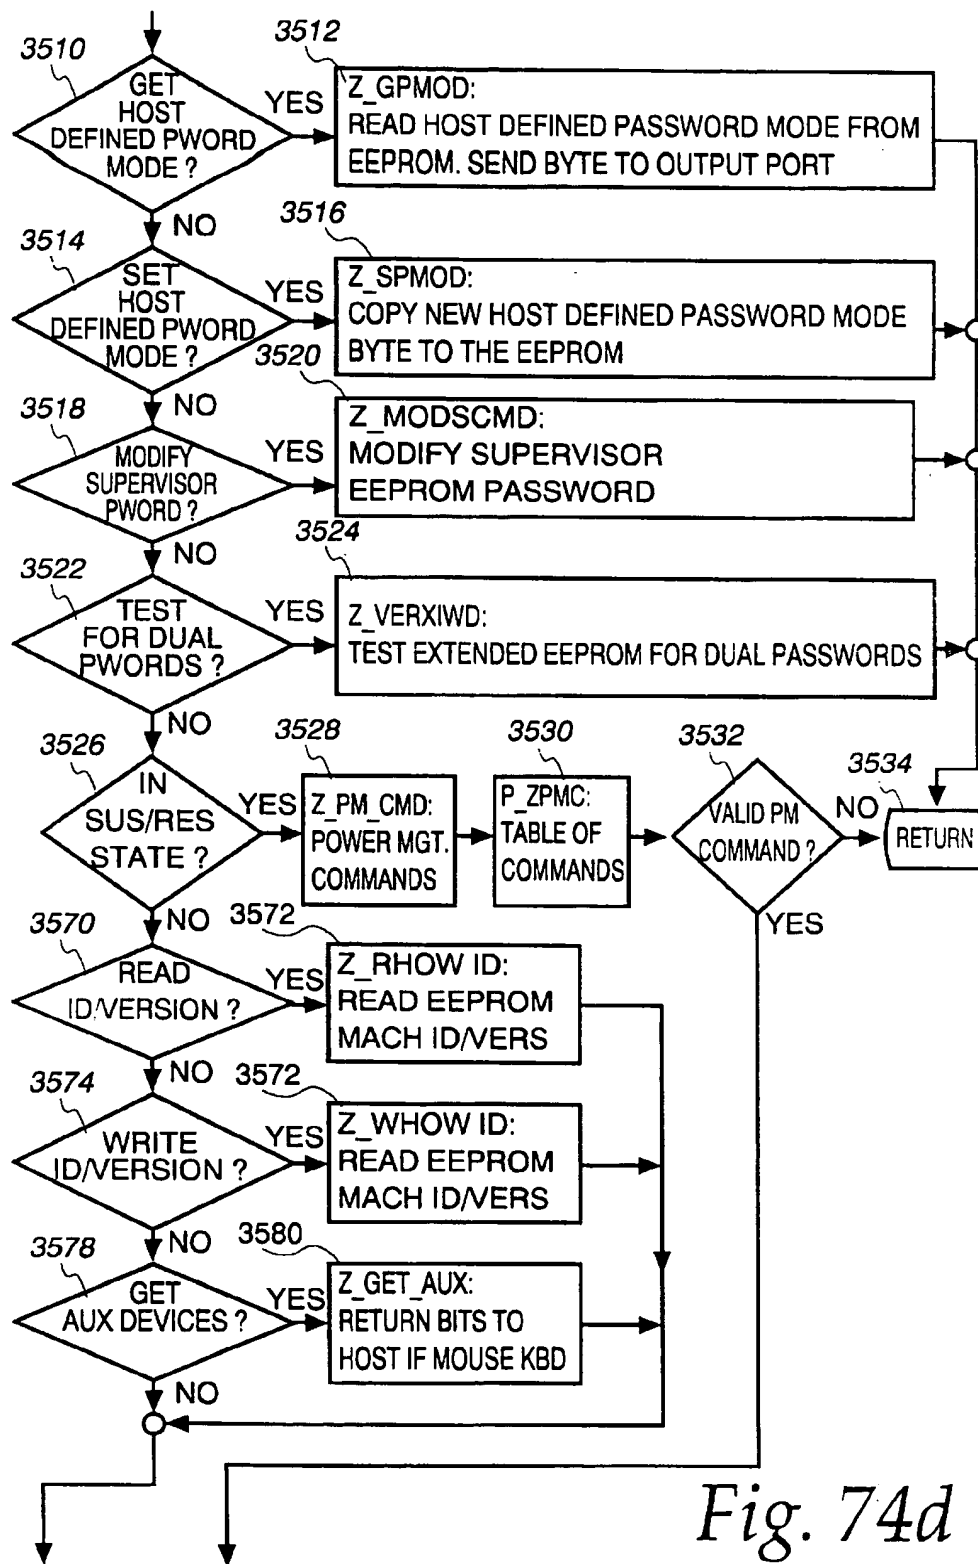 3510
GET
HOST
DEFINED PWORD
MODE ?
YES
3512
Z_GPMOD:
READ HOST DEFINED PASSWORD MODE FROM
EEPROM. SEND BYTE TO OUTPUT PORT
NO
3514
SET
HOST
DEFINED PWORD
MODE ?
YES
3516
Z_SPMOD:
COPY NEW HOST DEFINED PASSWORD MODE
BYTE TO THE EEPROM
NO
3518
MODIFY
SUPERVISOR
PWORD ?
YES
3520
Z_MODSCMD:
MODIFY SUPERVISOR
EEPROM PASSWORD
NO
3522
TEST
FOR DUAL
PWORDS ?
YES
3524
Z_VERXIWD:
TEST EXTENDED EEPROM FOR DUAL PASSWORDS
NO
3526
IN
SUS/RES
STATE ?
YES
3528
Z_PM_CMD:
POWER MGT.
COMMANDS
3530
P_ZPMC:
TABLE OF
COMMANDS
3532
VALID PM
COMMAND ?
NO
3534
RETURN
YES
NO
3570
READ
ID/VERSION ?
YES
3572
Z_RHOW ID:
READ EEPROM
MACH ID/VERS
NO
3574
WRITE
ID/VERSION ?
YES
3572
Z_WHOW ID:
READ EEPROM
MACH ID/VERS
NO
3578
GET
AUX DEVICES ?
YES
3580
Z_GET_AUX:
RETURN BITS TO
HOST IF MOUSE KBD
NO
Fig. 74d